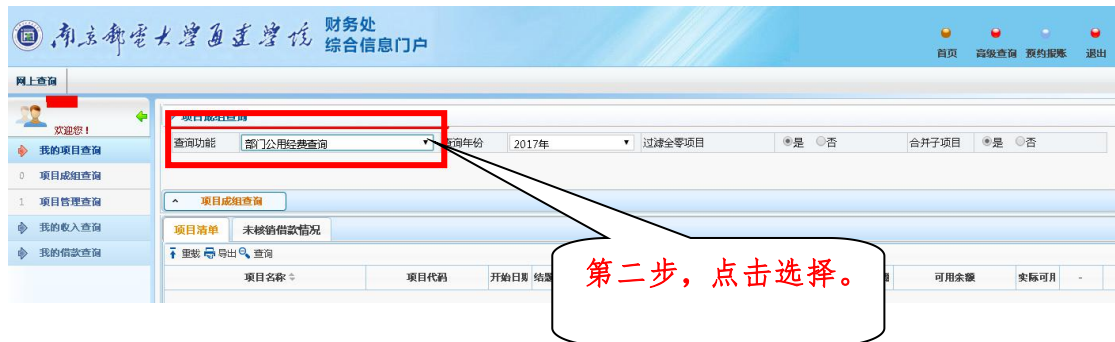 南京邮电大学通达学院 财务处
综合信息门户
首页 高级查询 预约报账 退出
网上查询
欢迎您！
我的项目查询
0 项目成组查询
1 项目管理查询
我的收入查询
我的借款查询
项目成组查询
查询功能 部门公用经费查询 查询年份 2017年 过滤全零项目 是 否 合并子项目 是 否
项目成组查询
项目清单 未核销借款情况
重载 导出 查询
项目名称 项目代码 开始日期 结题 可用余额 实际可用 -
第二步，点击选择。